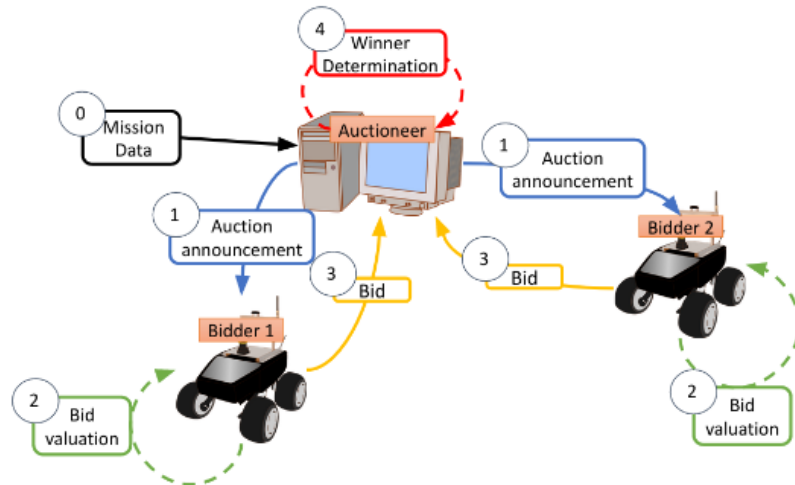 4
Winner
Determination
0
Mission
Data
Auctioneer
1
Auction
announcement
1
Auction
announcement
Bidder 2
3
Bid
3
Bid
Bidder 1
2
Bid
valuation
2
Bid
valuation